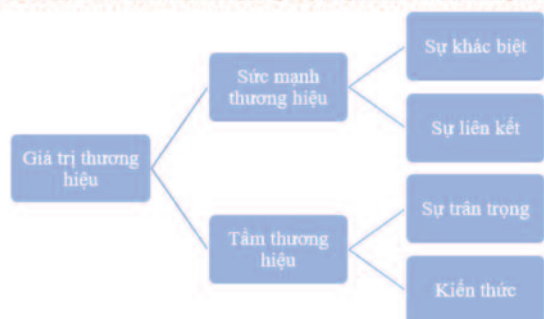 Giá trị thương
hiệu
Sức mạnh
thương hiệu
Sự khác biệt
Sự liên kết
Tầm thương
hiệu
Sự trân trọng
Kiến thức